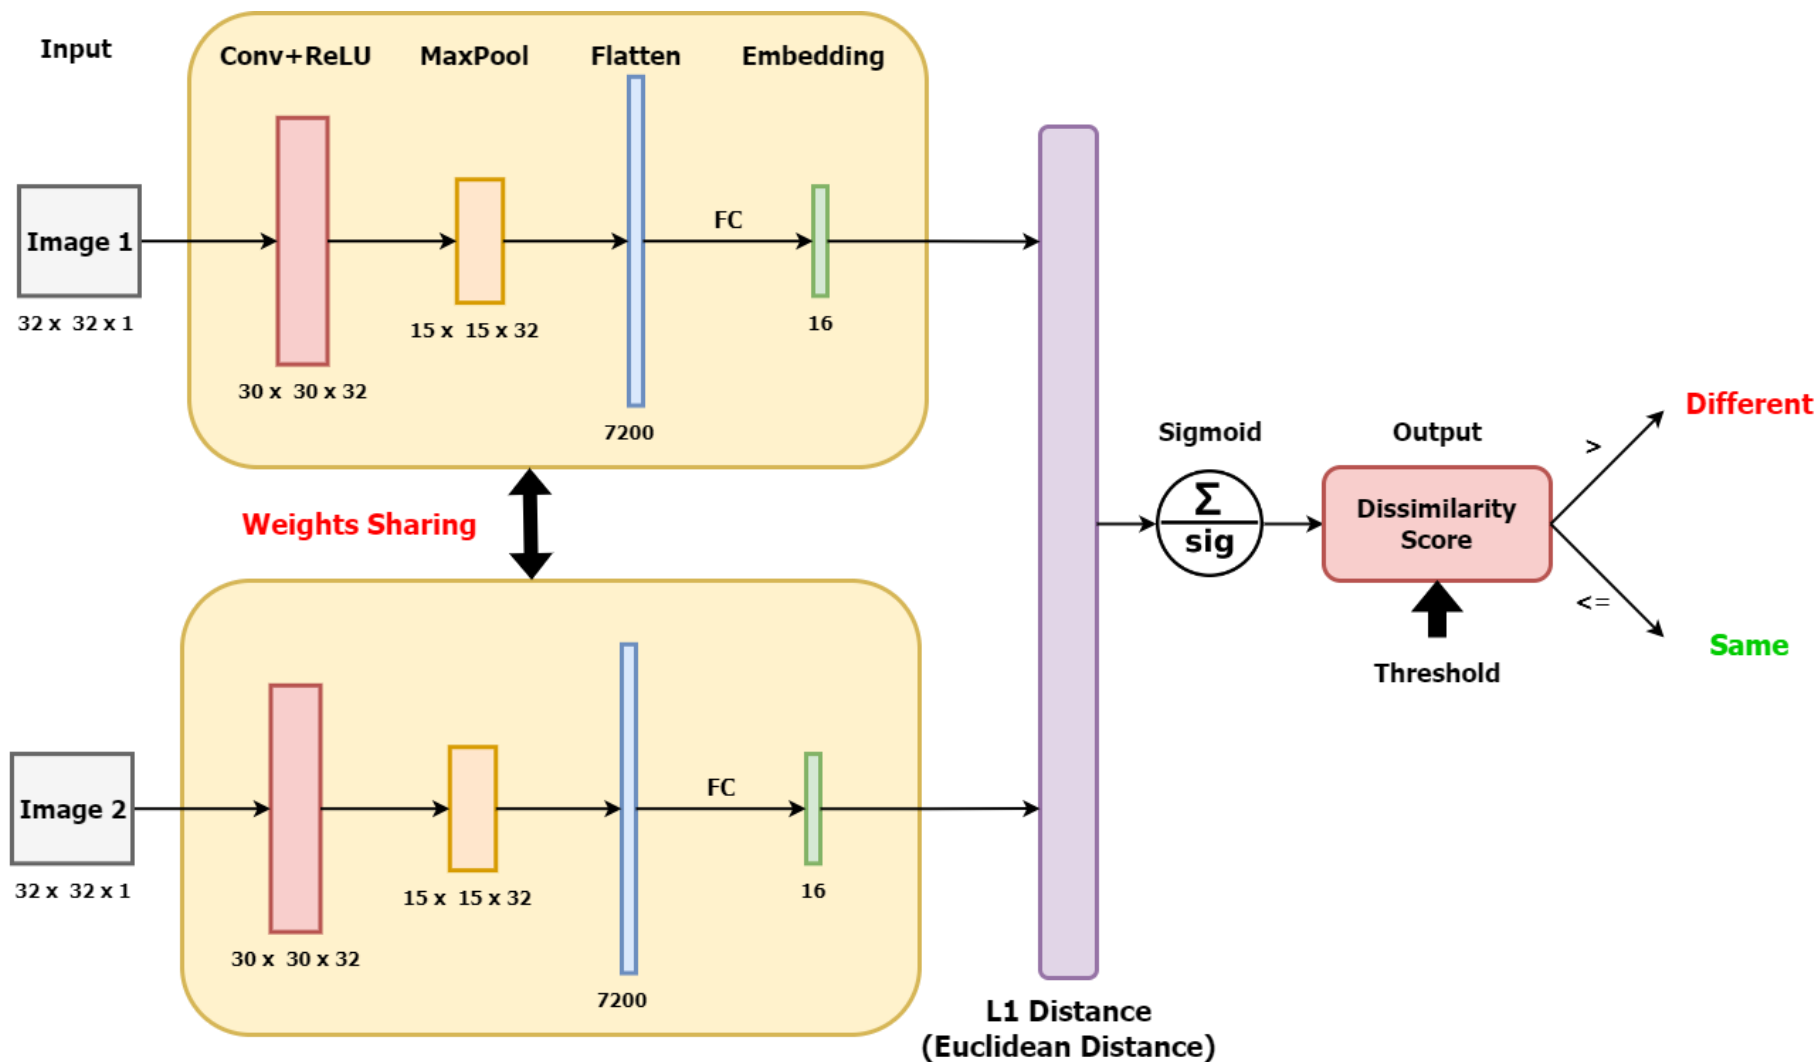 Input
Conv+ReLU
MaxPool
Flatten
Embedding
Image 1
FC
32 x 32 x 1
15 x 15 x 32
16
30 x 30 x 32
7200
Weights Sharing
Sigmoid
Σ
sig
Output
Dissimilarity
Score
Threshold
>
Different
<=
Same
Image 2
FC
32 x 32 x 1
15 x 15 x 32
16
30 x 30 x 32
7200
L1 Distance
(Euclidean Distance)